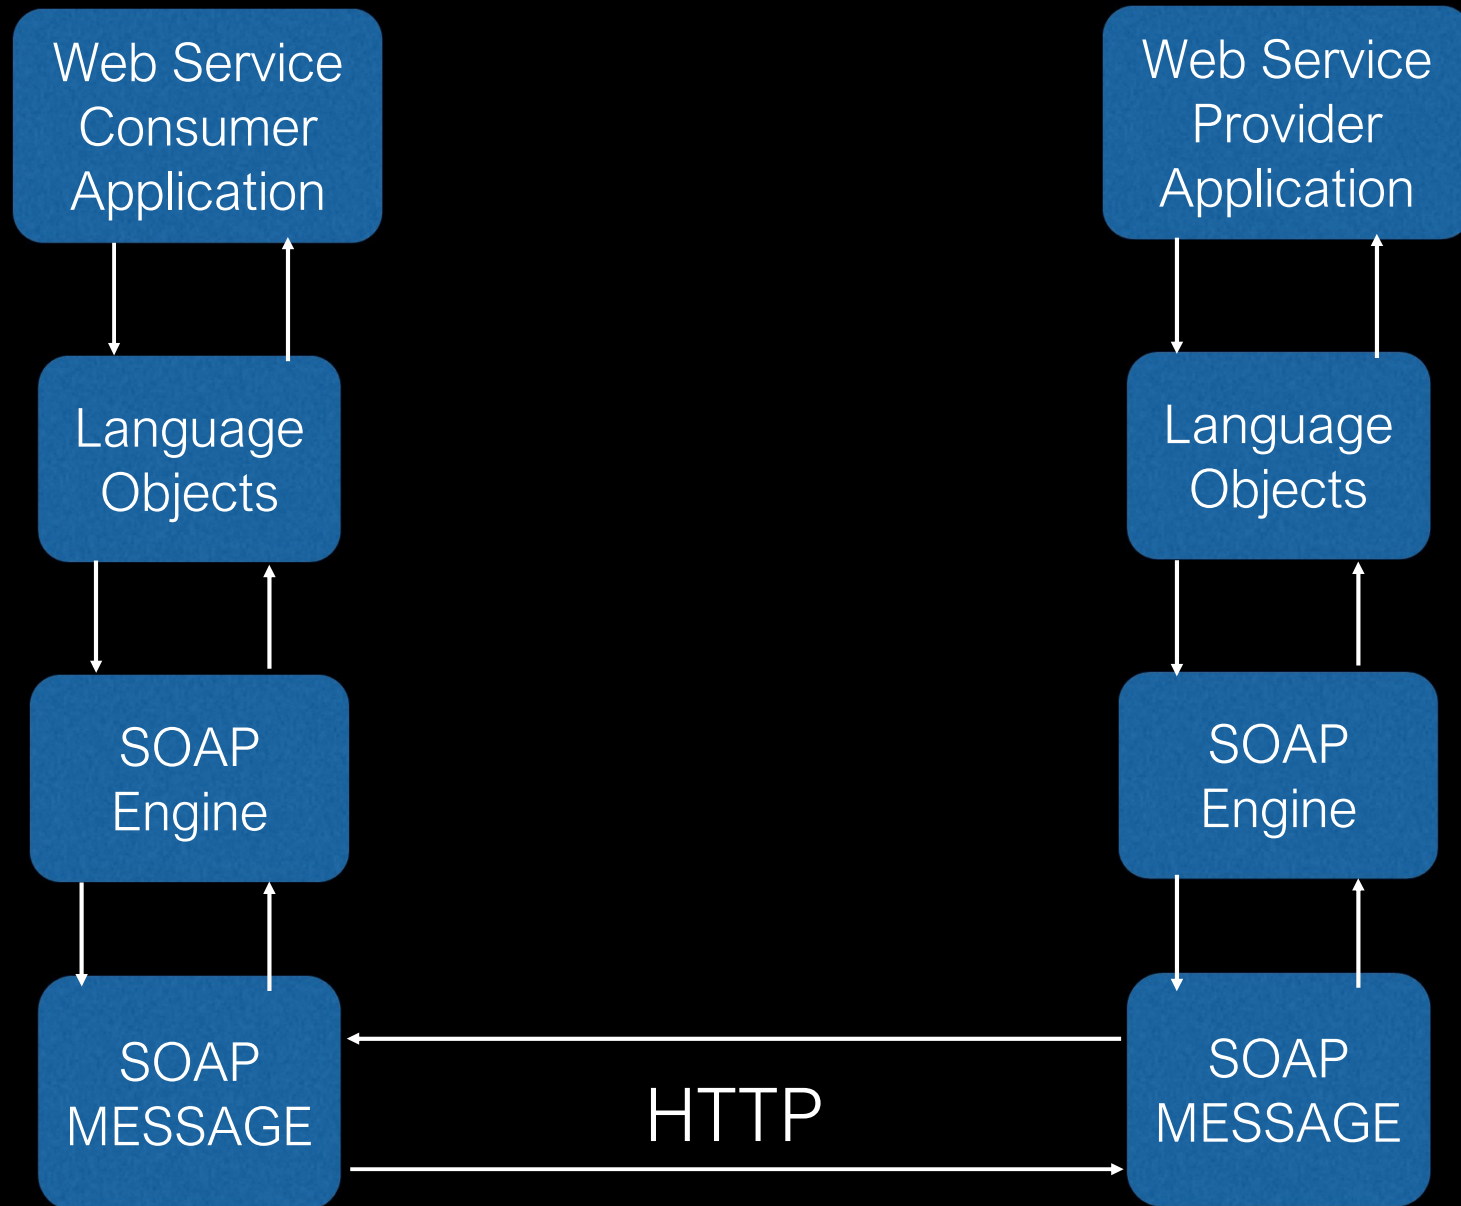 Web Service
Consumer
Application
Language
Objects
SOAP
Engine
SOAP
MESSAGE
HTTP
Web Service
Provider
Application
Language
Objects
SOAP
Engine
SOAP
MESSAGE